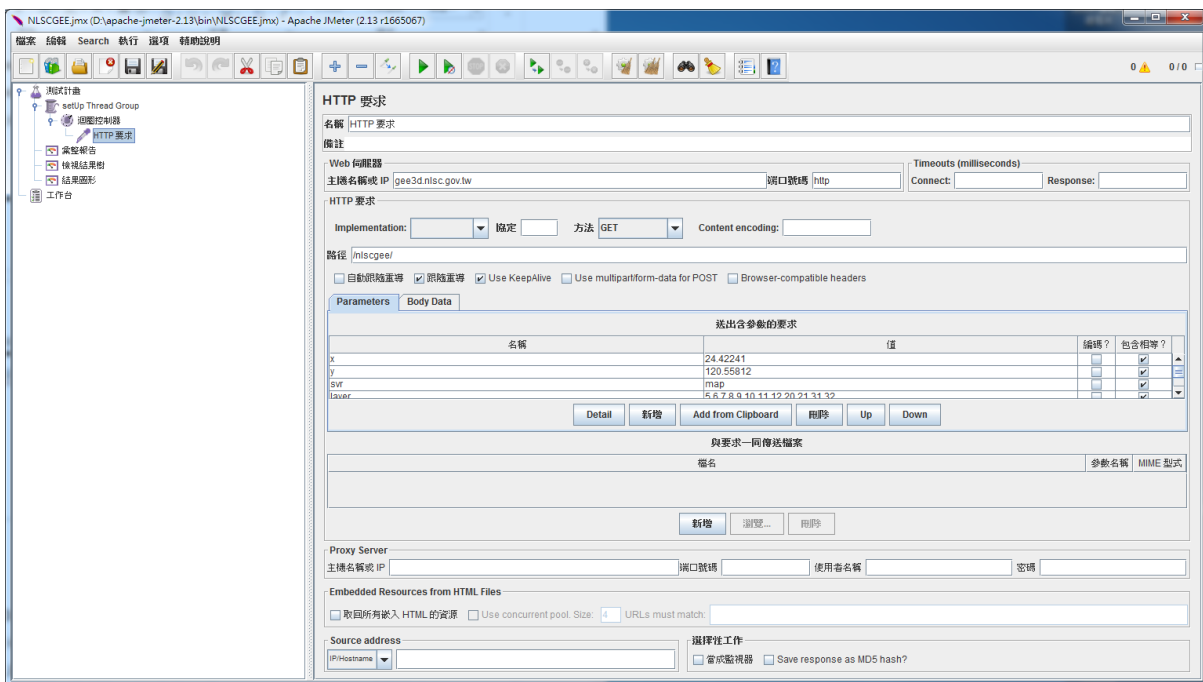 NLSCGEE.jmx (D:\apache-jmeter-2.13\bin\NLSCGEE.jmx) - Apache JMeter (2.13 r1665067)
檔案 編輯 Search 執行 選項 輔助說明
0 0 / 0
測試計畫
setUp Thread Group
迴圈控制器
HTTP 要求
彙整報告
檢視結果樹
結果圖形
工作台
HTTP 要求
名稱 HTTP 要求
備註
Web 伺服器
主機名稱或 IP gee3d.nlsc.gov.tw 端口號碼 http
Timeouts (milliseconds)
Connect: Response:
HTTP 要求
Implementation: 協定 方法 GET Content encoding:
路徑 /nlscgee/
自動跟隨重導 跟隨重導 Use KeepAlive Use multipart/form-data for POST Browser-compatible headers
Parameters Body Data
送出含參數的要求
名稱 值 編碼? 包含相等?
x 24.42241
y 120.55812
svr map
layer 5,6,7,8,9,10,11,12,20,21,31,32
Detail 新增 Add from Clipboard 刪除 Up Down
與要求一同傳送檔案
檔名 參數名稱 MIME 型式
新增 瀏覽... 刪除
Proxy Server
主機名稱或 IP 端口號碼 使用者名稱 密碼
Embedded Resources from HTML Files
取回所有嵌入 HTML 的資源 Use concurrent pool. Size: 4 URLs must match:
Source address
IP/Hostname
選擇性工作
當成監視器 Save response as MD5 hash?